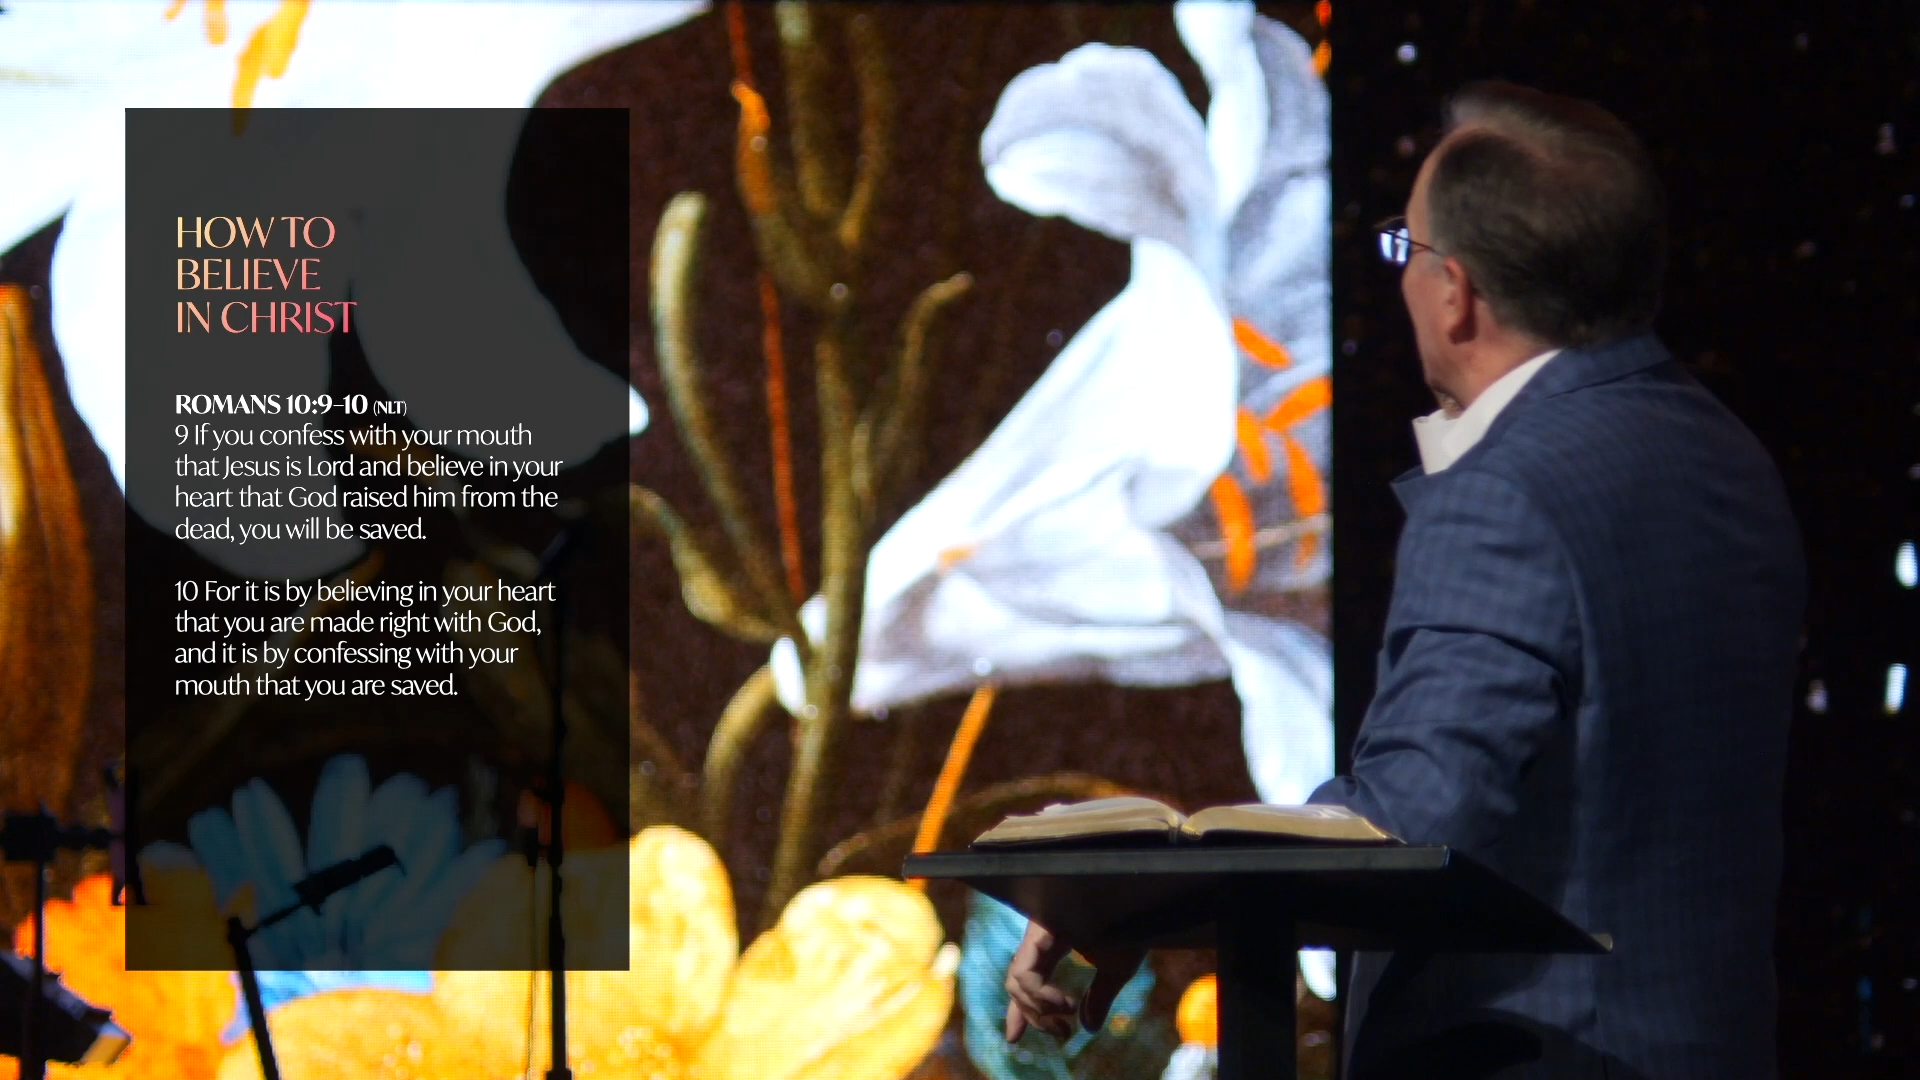 HOW TO
BELIEVE
IN CHRIST
ROMANS 10:9–10 (NLT)
9 If you confess with your mouth
that Jesus is Lord and believe in your
heart that God raised him from the
dead, you will be saved.
10 For it is by believing in your heart
that you are made right with God,
and it is by confessing with your
mouth that you are saved.